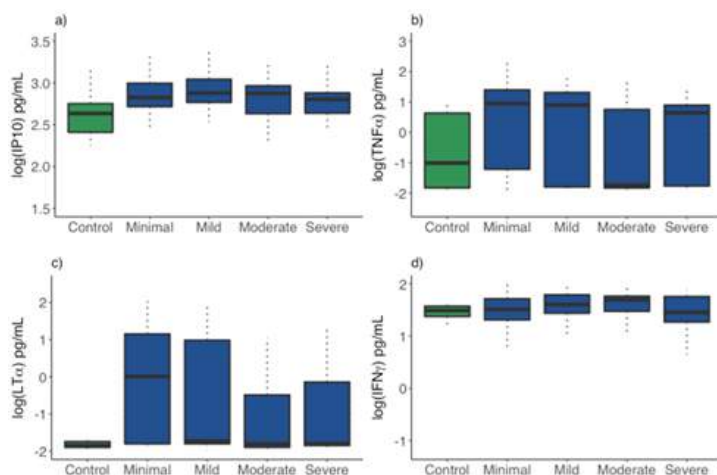 a)
log(IP10) pg/mL
3.5
3.0
2.5
2.0
1.5
Control Minimal Mild Moderate Severe
b)
log(TNFα) pg/mL
3
2
1
0
-1
-2
Control Minimal Mild Moderate Severe
c)
log(LTα) pg/mL
2
1
0
-1
-2
Control Minimal Mild Moderate Severe
d)
log(IFNγ) pg/mL
2
1
0
-1
Control Minimal Mild Moderate Severe